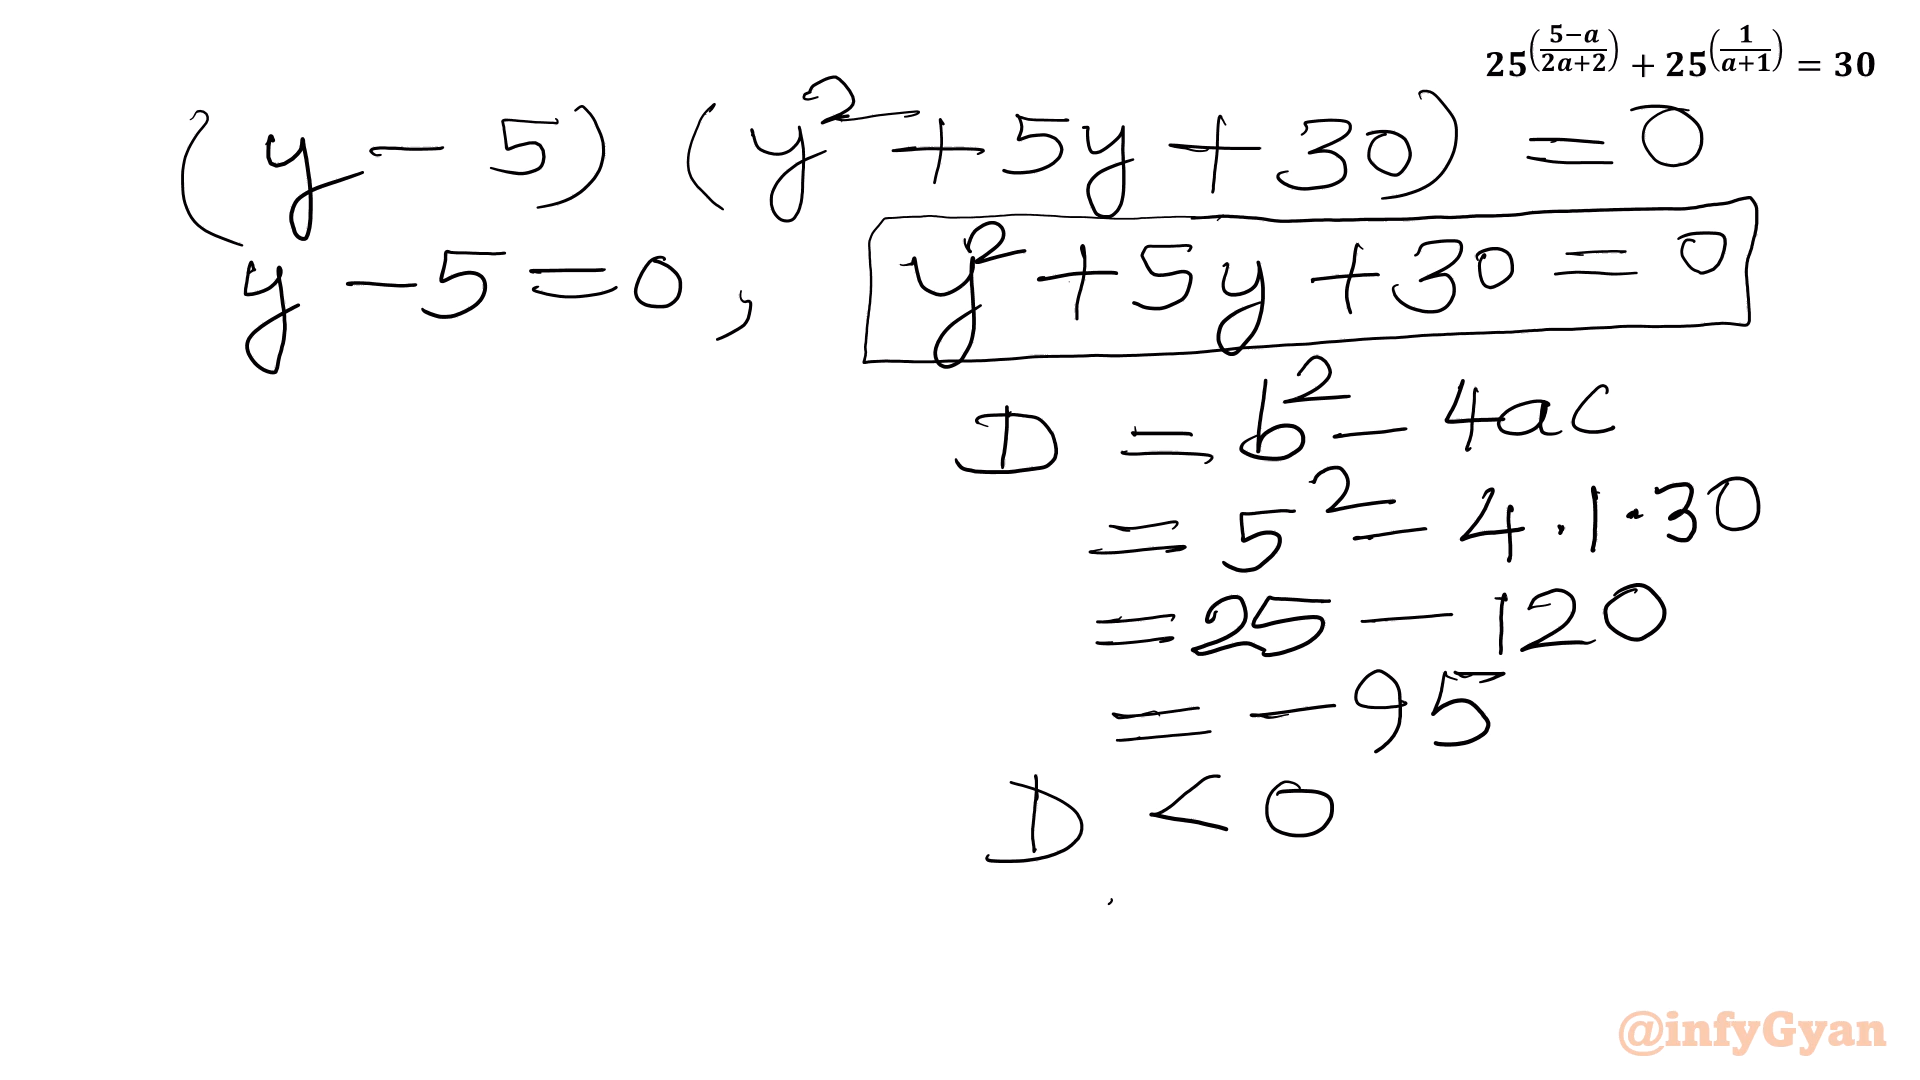 25^((5−a)/(2a+2)) + 25^(1/(a+1)) = 30
(y − 5) (y² + 5y + 30) = 0
y − 5 = 0 , y² + 5y + 30 = 0
D = b² − 4ac
= 5² − 4 . 1 . 30
= 25 − 120
= − 95
D < 0
@infyGyan